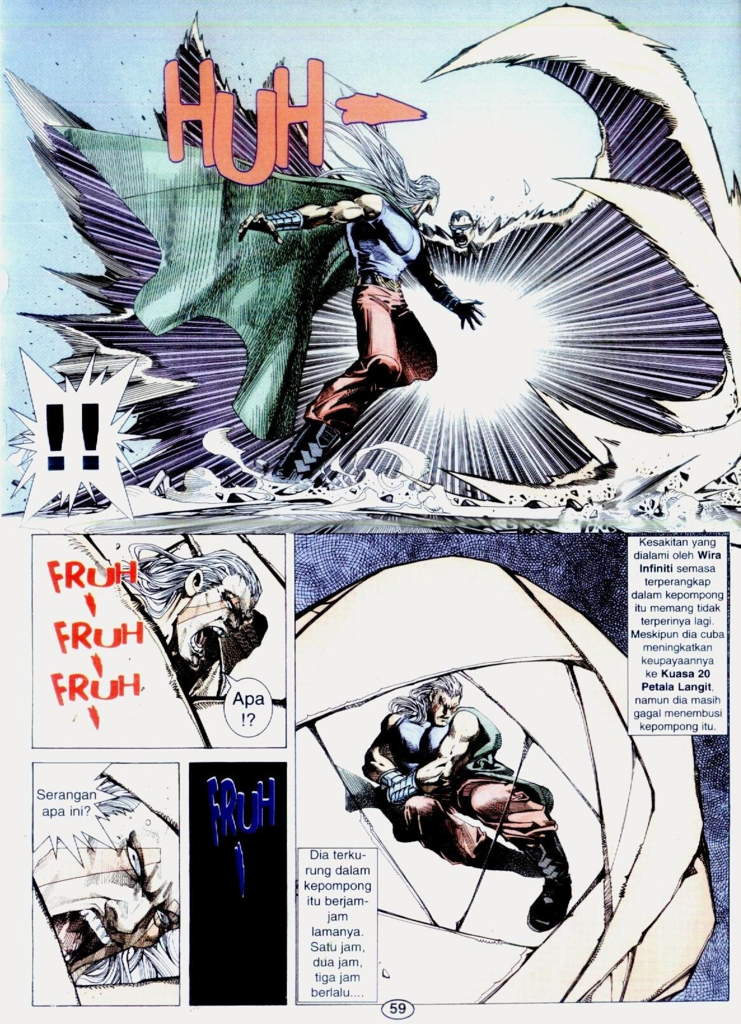 HUH
!!
FRUH
!
FRUH
!
FRUH
!
Apa
!?
Kesakitan yang
dialami oleh Wira
Infiniti semasa
terperangkap
dalam kepompong
itu memang tidak
terperinya lagi.
Meskipun dia cuba
meningkatkan
keupayaannya
ke Kuasa 20
Petala Langit,
namun dia masih
gagal menembusi
kepompong itu.
Serangan
apa ini?
FRUH
!
Dia terku-
rung dalam
kepompong
itu berjam-
jam
lamanya.
Satu jam,
dua jam,
tiga jam
berlalu....
59